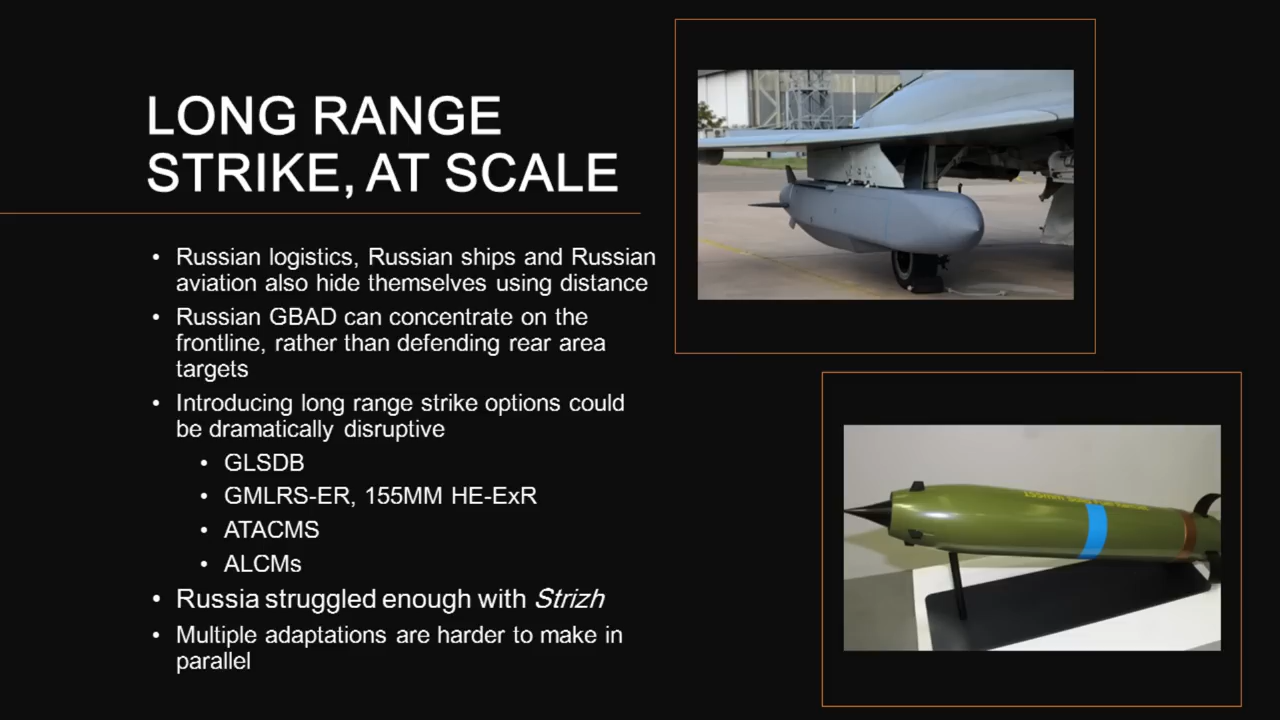 LONG RANGE
STRIKE, AT SCALE
• Russian logistics, Russian ships and Russian
aviation also hide themselves using distance
• Russian GBAD can concentrate on the
frontline, rather than defending rear area
targets
• Introducing long range strike options could
be dramatically disruptive
• GLSDB
• GMLRS-ER, 155MM HE-ExR
• ATACMS
• ALCMs
• Russia struggled enough with Strizh
• Multiple adaptations are harder to make in
parallel